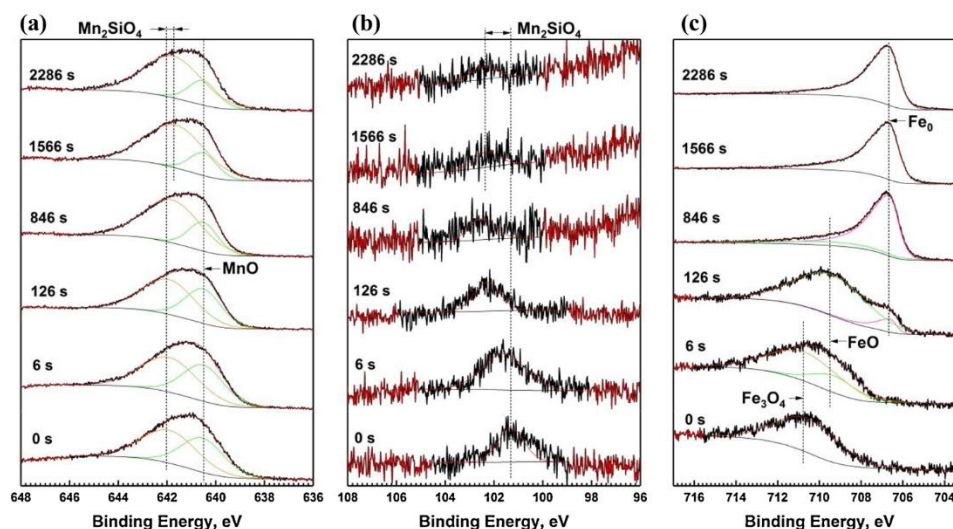 (a)
Mn₂SiO₄
2286 s
1566 s
846 s
MnO
126 s
6 s
0 s
648 646 644 642 640 638 636
Binding Energy, eV
(b)
Mn₂SiO₄
2286 s
1566 s
846 s
126 s
6 s
0 s
108 106 104 102 100 98 96
Binding Energy, eV
(c)
2286 s
Fe₀
1566 s
846 s
126 s
FeO
6 s
Fe₃O₄
0 s
716 714 712 710 708 706 704
Binding Energy, eV